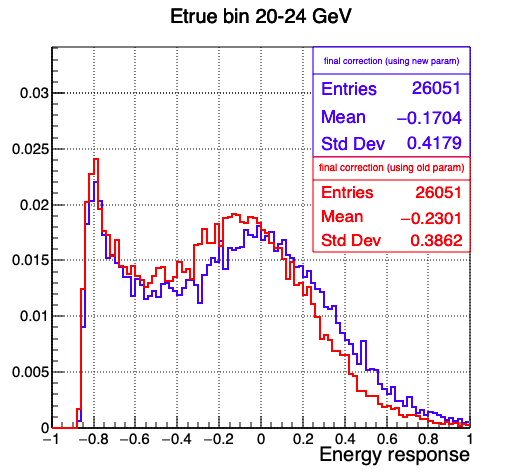 Etrue bin 20-24 GeV
final correction (using new param)
Entries 26051
Mean −0.1704
Std Dev 0.4179
final correction (using old param)
Entries 26051
Mean −0.2301
Std Dev 0.3862
0.03
0.025
0.02
0.015
0.01
0.005
0
−1 −0.8 −0.6 −0.4 −0.2 0 0.2 0.4 0.6 0.8 1
Energy response